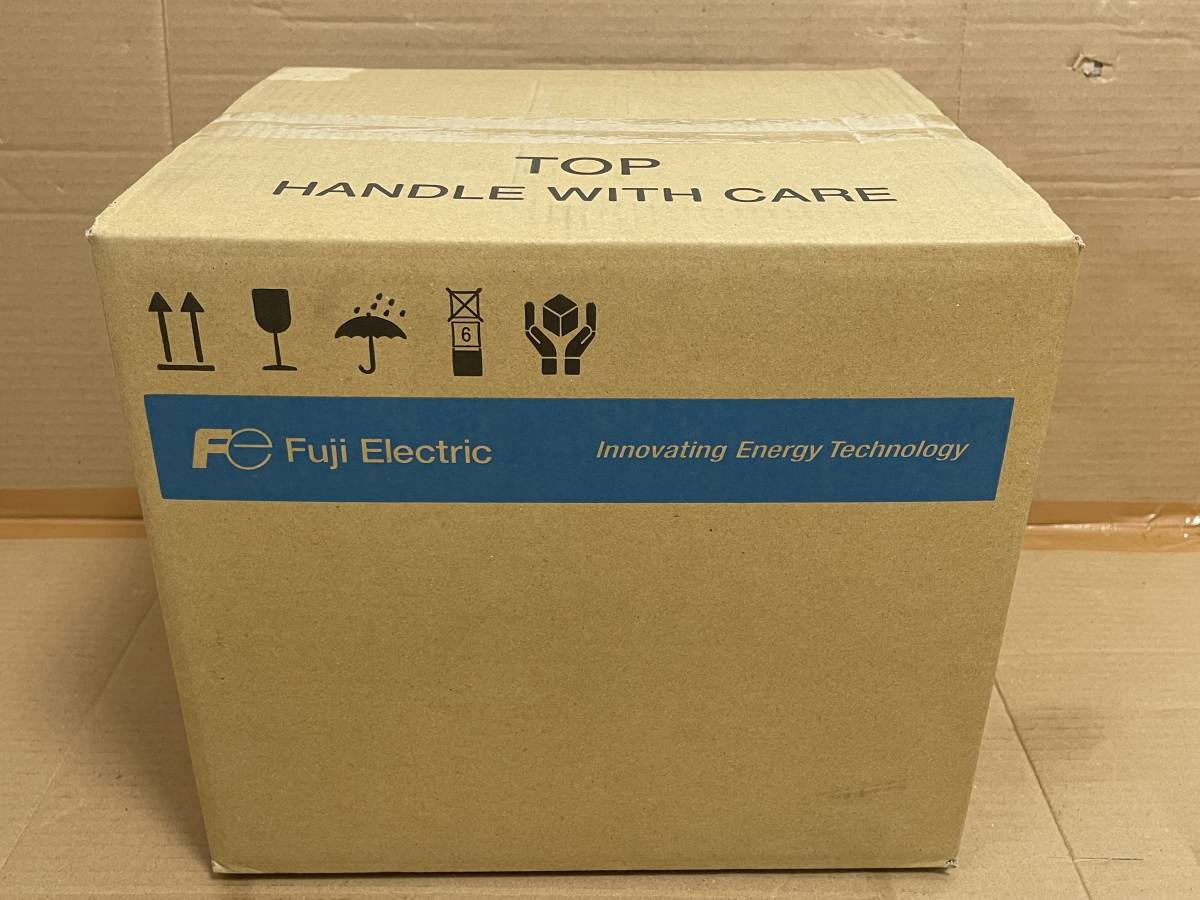 TOP
HANDLE WITH CARE
6
Fe Fuji Electric
Innovating Energy Technology